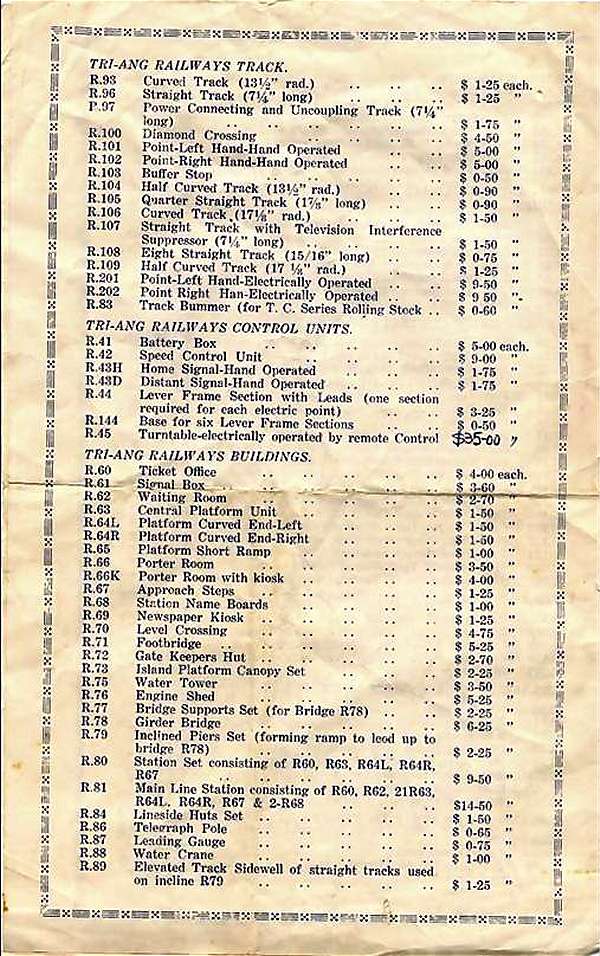 TRI-ANG RAILWAYS TRACK.
R.93 Curved Track (13½" rad.) .. .. .. $ 1-25 each.
R.96 Straight Track (7¼" long) .. .. .. $ 1-25 "
P.97 Power Connecting and Uncoupling Track (7¼"
long) .. .. .. .. .. .. $ 1-75 "
R.100 Diamond Crossing .. .. .. .. $ 4-50 "
R.101 Point-Left Hand-Hand Operated .. .. $ 5-00 "
R.102 Point-Right Hand-Hand Operated .. .. $ 5-00 "
R.103 Buffer Stop .. .. .. .. .. $ 0-50 "
R.104 Half Curved Track (13½" rad.) .. .. $ 0-90 "
R.105 Quarter Straight Track (1⅞" long) .. .. $ 0-90 "
R.106 Curved Track (17⅛" rad.) .. .. .. $ 1-50 "
R.107 Straight Track with Television Interference
Suppressor (7¼" long) .. .. .. .. $ 1-50 "
R.108 Eight Straight Track (15/16" long) .. .. $ 0-75 "
R.109 Half Curved Track (17 ⅛" rad.) .. .. $ 1-25 "
R.201 Point-Left Hand-Electrically Operated .. .. $ 9-50 "
R.202 Point Right Han-Electrically Operated .. .. $ 9 50 ".
R.83 Track Bummer (for T. C. Series Rolling Stock .. $ 0-60 "
TRI-ANG RAILWAYS CONTROL UNITS.
R.41 Battery Box .. .. .. .. .. $ 5-00 each.
R.42 Speed Control Unit .. .. .. .. $ 9-00 "
R.43H Home Signal-Hand Operated .. .. .. $ 1-75 "
R.43D Distant Signal-Hand Operated .. .. .. $ 1-75 "
R.44 Lever Frame Section with Leads (one section
required for each electric point) .. .. $ 3-25 "
R.144 Base for six Lever Frame Sections .. .. $ 0-50 "
R.45 Turntable-electrically operated by remote Control $35-00 "
TRI-ANG RAILWAYS BUILDINGS.
R.60 Ticket Office .. .. .. .. .. $ 4-00 each.
R.61 Signal Box .. .. .. .. .. $ 3-60 "
R.62 Waiting Room .. .. .. .. $ 2-70 "
R.63 Central Platform Unit .. .. .. .. $ 1-50 "
R.64L Platform Curved End-Left .. .. .. $ 1-50 "
R.64R Platform Curved End-Right .. .. .. $ 1-50 "
R.65 Platform Short Ramp .. .. .. .. $ 1-00 "
R.66 Porter Room .. .. .. .. $ 3-50 "
R.66K Porter Room with kiosk .. .. .. $ 4-00 "
R.67 Approach Steps .. .. .. .. $ 1-25 "
R.68 Station Name Boards .. .. .. .. $ 1-00 "
R.69 Newspaper Kiosk .. .. .. .. $ 1-25 "
R.70 Level Crossing .. .. .. .. $ 4-75 "
R.71 Footbridge .. .. .. .. $ 5-25 "
R.72 Gate Keepers Hut .. .. .. .. $ 2-70 "
R.73 Island Platform Canopy Set .. .. .. $ 2-25 "
R.75 Water Tower .. .. .. .. $ 3-50 "
R.76 Engine Shed .. .. .. .. $ 5-25 "
R.77 Bridge Supports Set (for Bridge R78) .. .. $ 2-25 "
R.78 Girder Bridge .. .. .. .. $ 6-25 "
R.79 Inclined Piers Set (forming ramp to leod up to
bridge R78) .. .. .. .. .. $ 2-25 "
R.80 Station Set consisting of R60, R63, R64L, R64R,
R67 .. .. .. .. .. .. $ 9-50 "
R.81 Main Line Station consisting of R60, R62, 21R63,
R64L, R64R, R67 & 2-R68 .. .. .. $14-50 "
R.84 Lineside Huts Set .. .. .. .. $ 1-50 "
R.86 Telegraph Pole .. .. .. .. $ 0-65 "
R.87 Leading Gauge .. .. .. .. $ 0-75 "
R.88 Water Crane .. .. .. .. $ 1-00 "
R.89 Elevated Track Sidewell of straight tracks used
on incline R79 .. .. .. .. .. $ 1-25 "